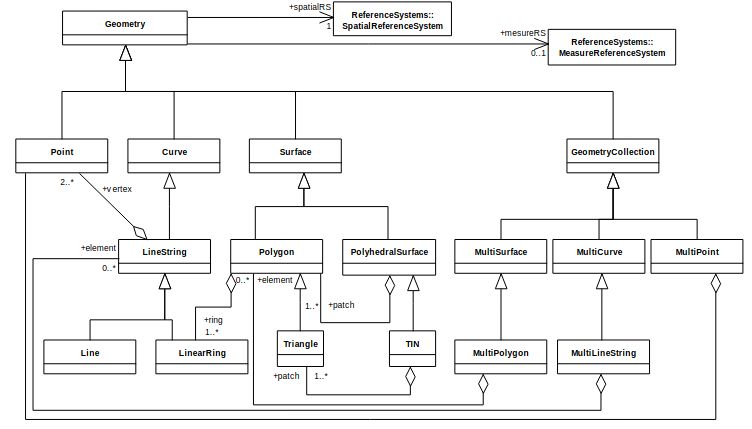 +spatialRS
ReferenceSystems::
SpatialReferenceSystem
1
Geometry
+mesureRS
ReferenceSystems::
MeasureReferenceSystem
0..1
Point
Curve
Surface
GeometryCollection
2..*
+vertex
+element
0..*
LineString
Polygon
PolyhedralSurface
MultiSurface
MultiCurve
MultiPoint
0..*
+element
+ring
1..*
1..*
+patch
Line
LinearRing
Triangle
TIN
MultiPolygon
MultiLineString
+patch
1..*